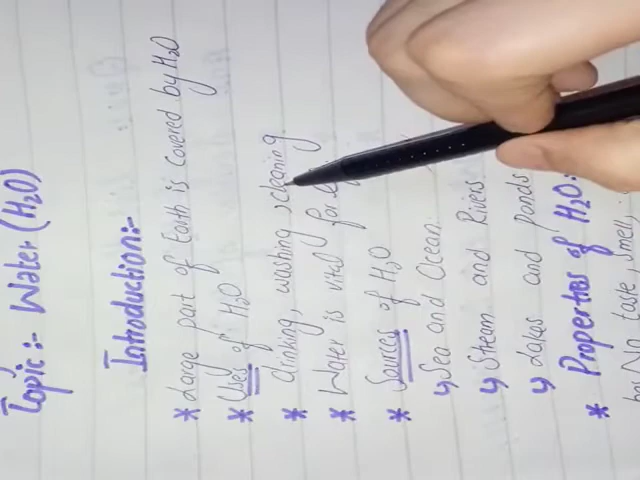 Topic:- Water (H2O)
Introduction:-
* Large part of Earth is covered by H2O
* Uses of H2O
* drinking, washing, cleaning
* Water is vital for
* Sources of H2O
↳ Sea and Ocean.
↳ Steam and Rivers
↳ Lakes and ponds
* Properties of H2O:
No taste, Smell,